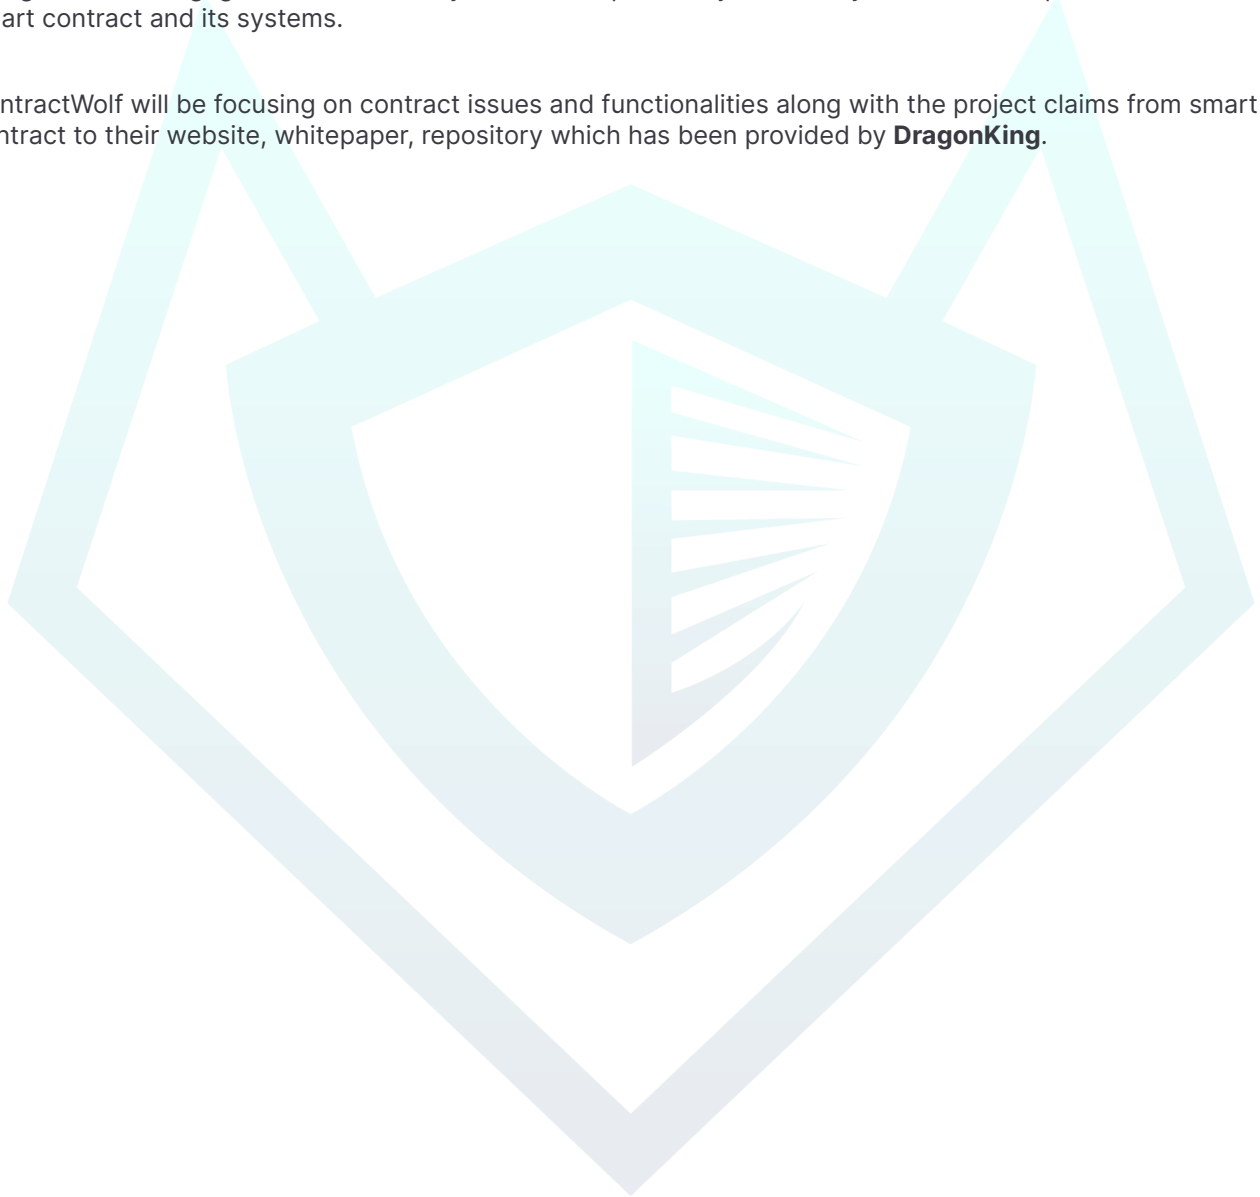 art contract and its systems.
ntractWolf will be focusing on contract issues and functionalities along with the project claims from smart
ntract to their website, whitepaper, repository which has been provided by DragonKing.